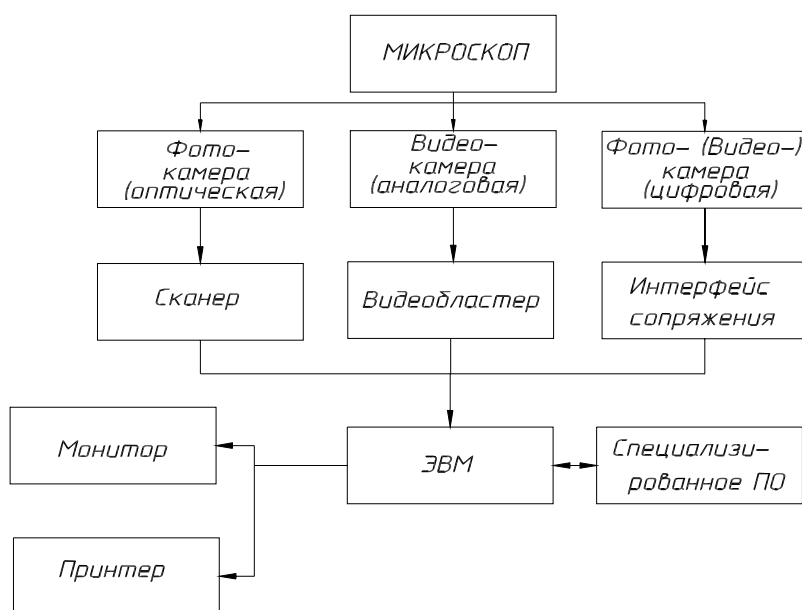 МИКРОСКОП
Фото-
камера
(оптическая)
Видео-
камера
(аналоговая)
Фото- (Видео-)
камера
(цифровая)
Сканер
Видеобластер
Интерфейс
сопряжения
Монитор
ЭВМ
Специализи-
рованное ПО
Принтер